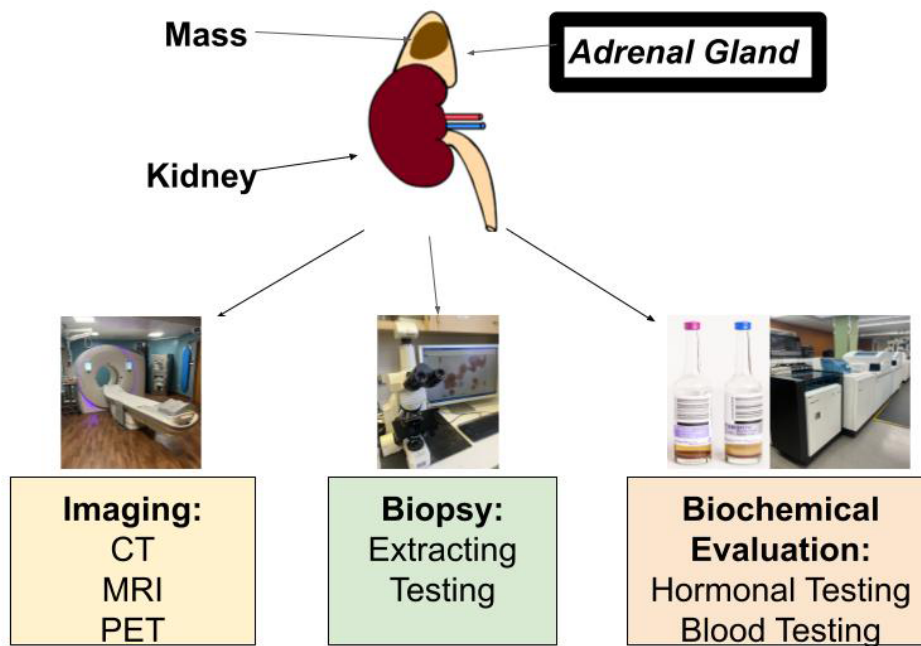 Mass
Adrenal Gland
Kidney
Imaging:
CT
MRI
PET
Biopsy:
Extracting
Testing
Biochemical
Evaluation:
Hormonal Testing
Blood Testing